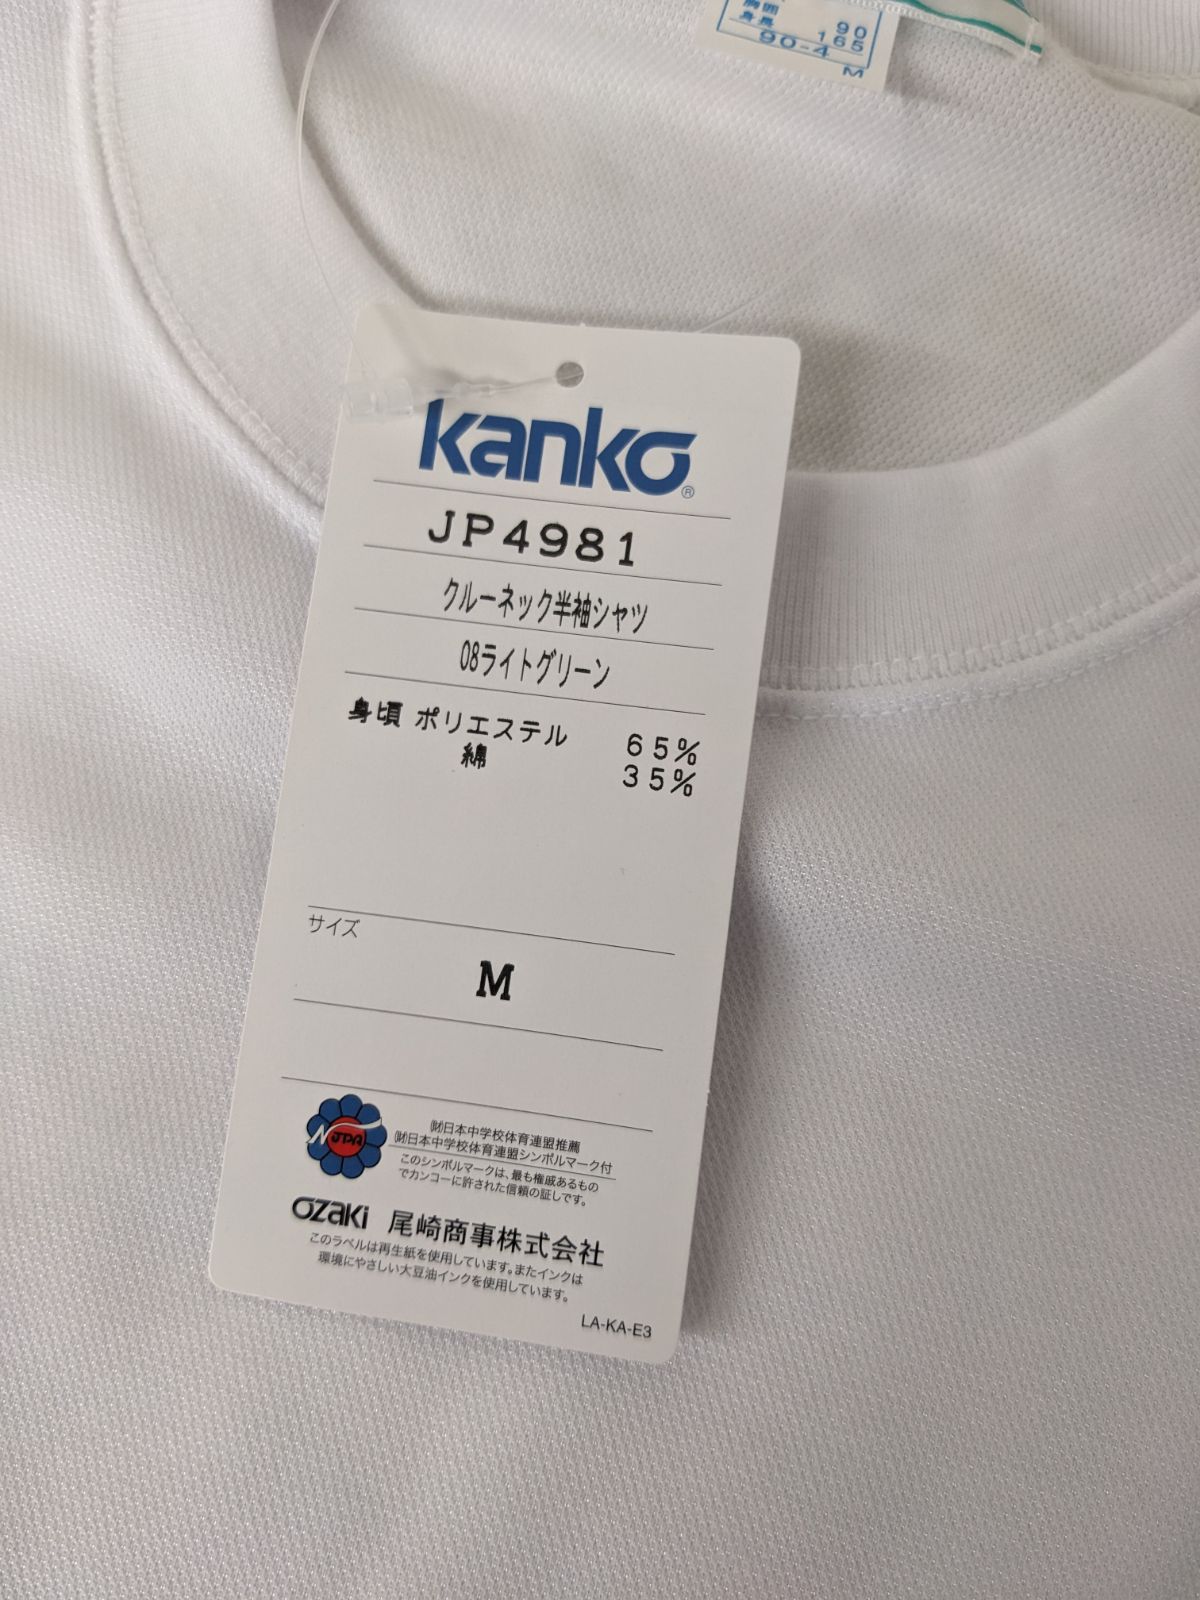 胸囲 90
身長 165
90-4
M
kanko®
JP4981
クルーネック半袖シャツ
08ライトグリーン
身頃 ポリエステル 65%
綿 35%
サイズ
M
JPA
㈶日本中学校体育連盟推薦
㈶日本中学校体育連盟シンボルマーク付
このシンボルマークは、最も権威あるもの
でカンコーに許された信頼の証しです。
OZAKI 尾崎商事株式会社
このラベルは再生紙を使用しています。またインクは
環境にやさしい大豆油インクを使用しています。
LA-KA-E3